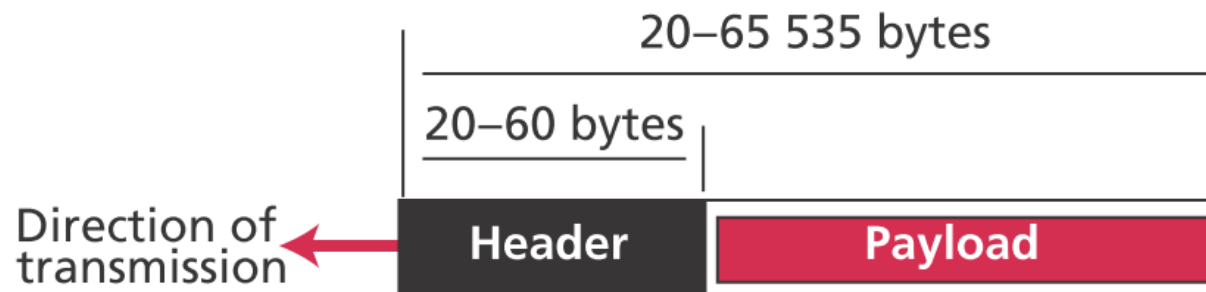 20–65 535 bytes
20–60 bytes
Direction of
transmission
Header
Payload